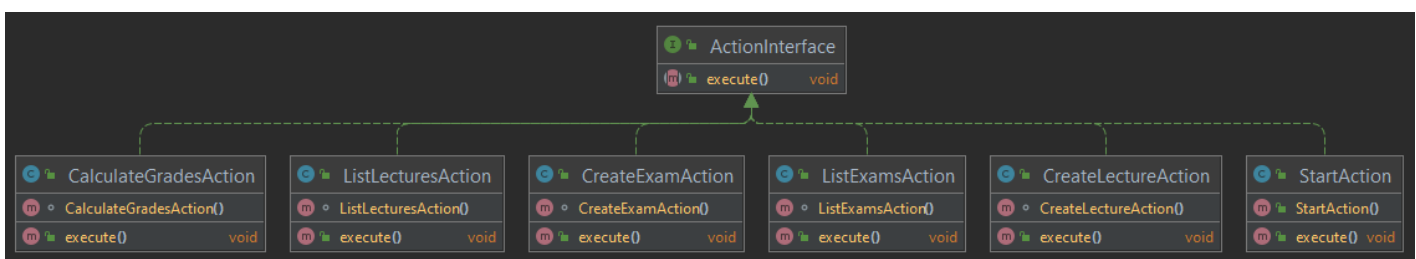 ActionInterface
execute() void
CalculateGradesAction
CalculateGradesAction()
execute() void
ListLecturesAction
ListLecturesAction()
execute() void
CreateExamAction
CreateExamAction()
execute() void
ListExamsAction
ListExamsAction()
execute() void
CreateLectureAction
CreateLectureAction()
execute() void
StartAction
StartAction()
execute() void